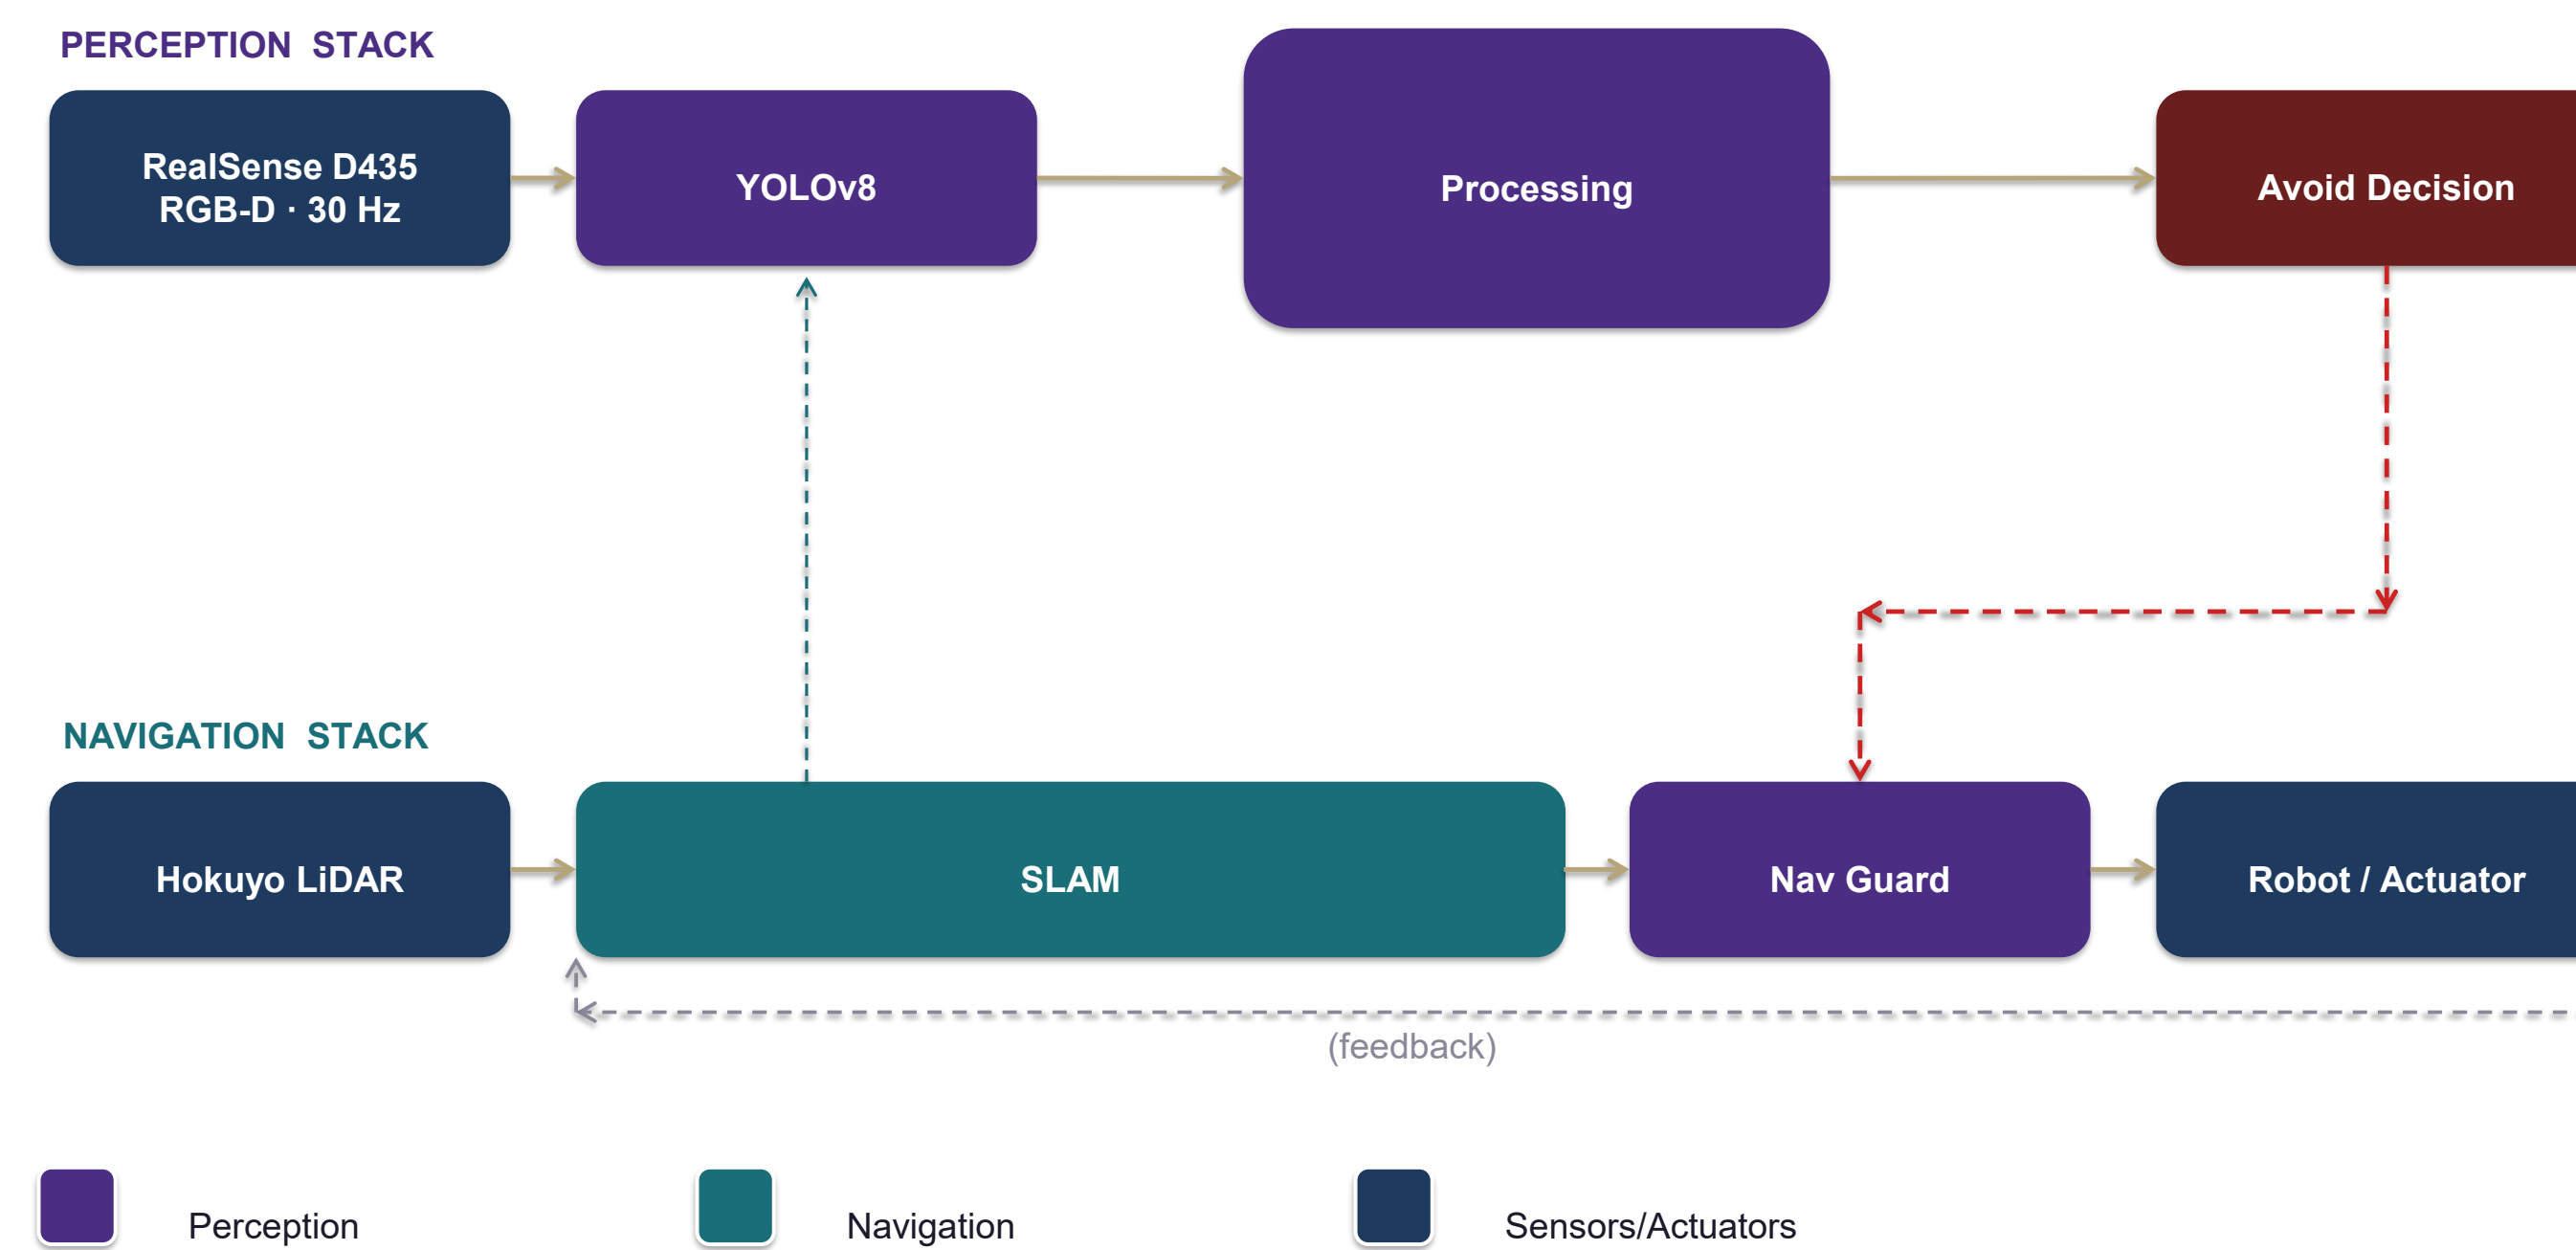 PERCEPTION STACK
RealSense D435
RGB-D · 30 Hz
YOLOv8
Processing
Avoid Decision
NAVIGATION STACK
Hokuyo LiDAR
SLAM
Nav Guard
Robot / Actuator
(feedback)
Perception
Navigation
Sensors/Actuators